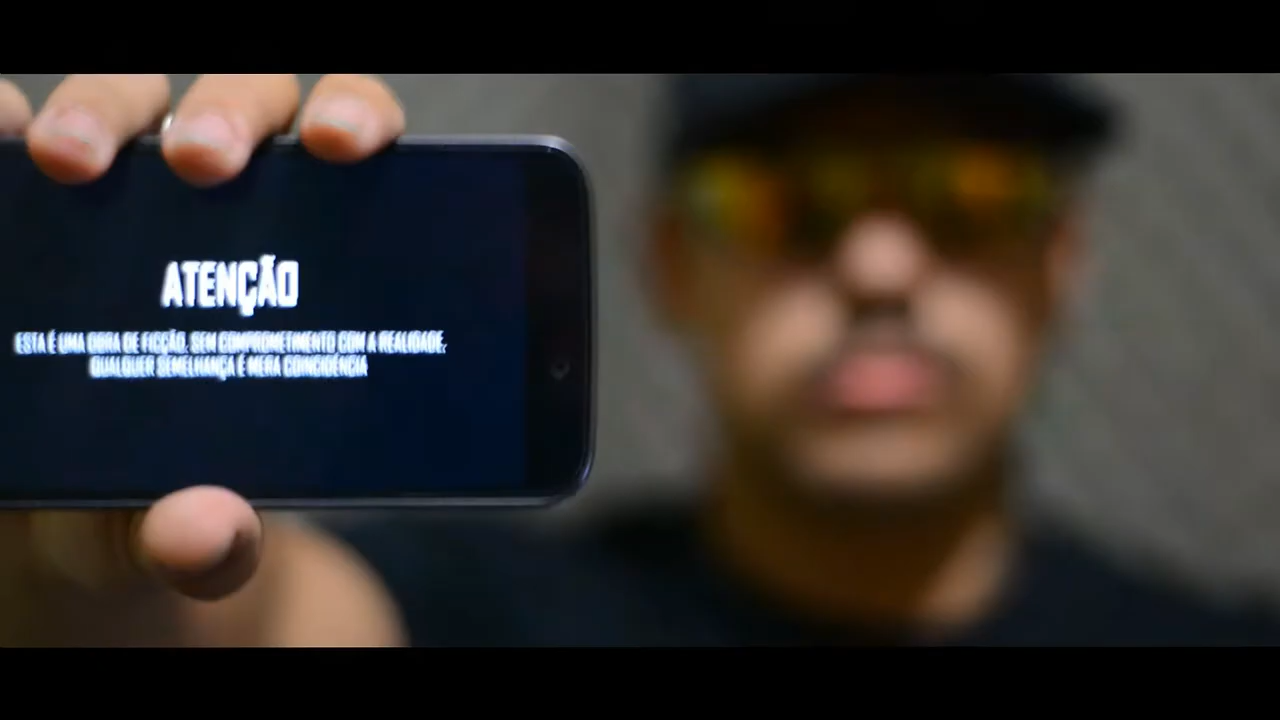 ATENÇÃO
ESTA É UMA OBRA DE FICÇÃO, SEM COMPROMETIMENTO COM A REALIDADE.
QUALQUER SEMELHANÇA É MERA COINCIDÊNCIA